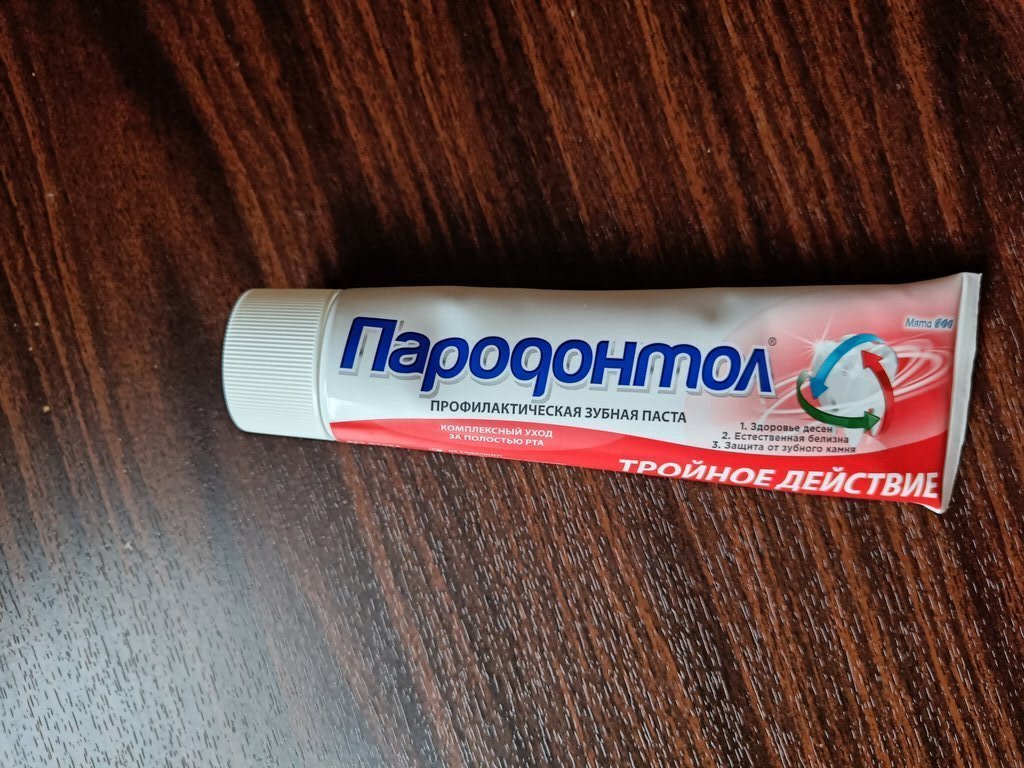 Пародонтол®
ПРОФИЛАКТИЧЕСКАЯ ЗУБНАЯ ПАСТА
КОМПЛЕКСНЫЙ УХОД
ЗА ПОЛОСТЬЮ РТА
Мята
1. Здоровье десен
2. Естественная белизна
3. Защита от зубного камня
ТРОЙНОЕ ДЕЙСТВИЕ